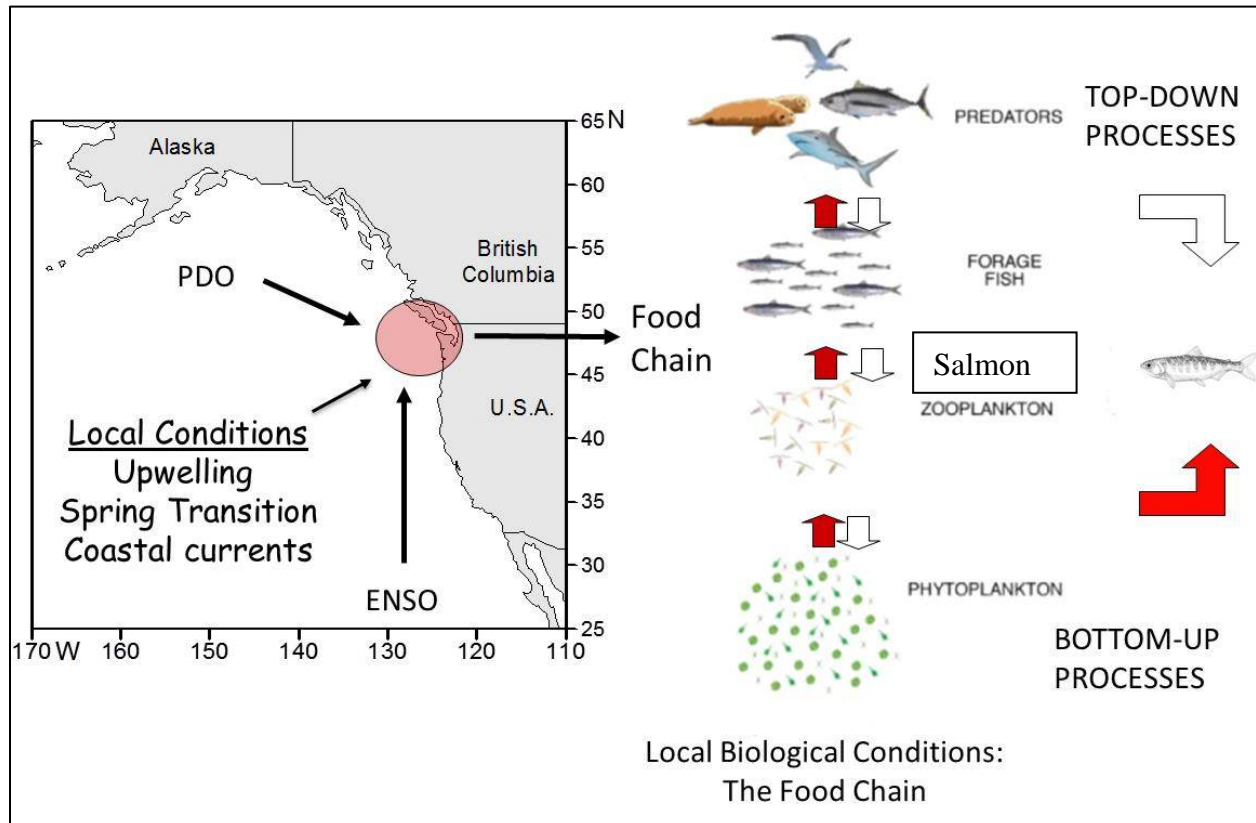 65 N
60
55
50
45
40
35
30
25
170 W
160
150
140
130
120
110
Alaska
British
Columbia
U.S.A.
PDO
ENSO
Local Conditions
Upwelling
Spring Transition
Coastal currents
Food
Chain
PREDATORS
FORAGE
FISH
Salmon
ZOOPLANKTON
PHYTOPLANKTON
TOP-DOWN
PROCESSES
BOTTOM-UP
PROCESSES
Local Biological Conditions:
The Food Chain